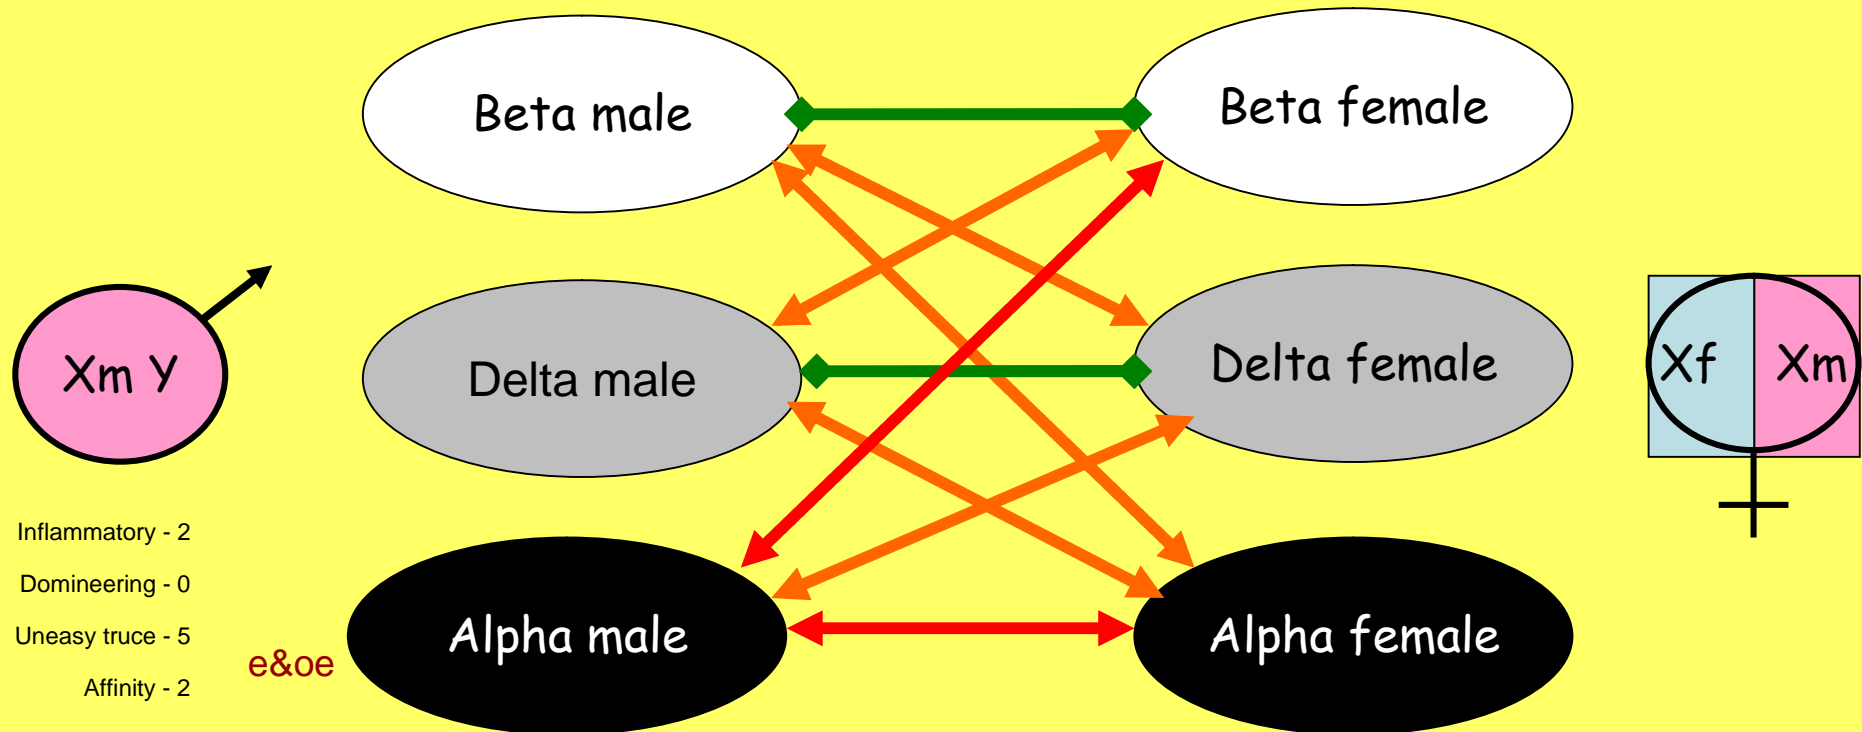 Beta male
Beta female
Xm Y
Delta male
Delta female
Xf
Xm
Inflammatory - 2
Domineering - 0
Uneasy truce - 5
Affinity - 2
e&oe
Alpha male
Alpha female